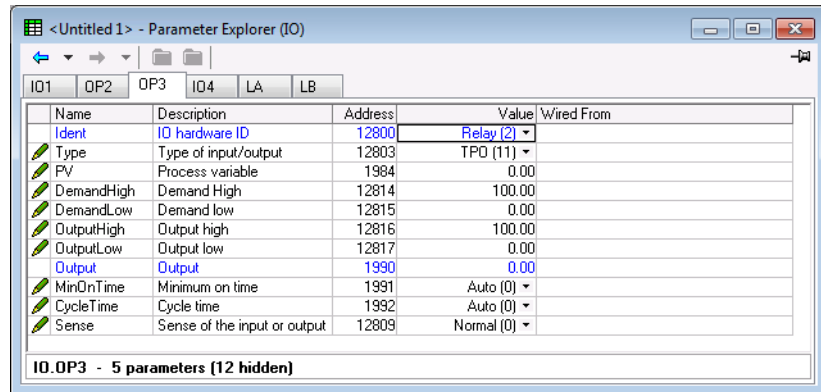 <Untitled 1> - Parameter Explorer (IO)
IO1 OP2 OP3 IO4 LA LB
Name Description Address Value Wired From
Ident IO hardware ID 12800 Relay (2)
Type Type of input/output 12803 TPO (11)
PV Process variable 1984 0.00
DemandHigh Demand High 12814 100.00
DemandLow Demand low 12815 0.00
OutputHigh Output high 12816 100.00
OutputLow Output low 12817 0.00
Output Output 1990 0.00
MinOnTime Minimum on time 1991 Auto (0)
CycleTime Cycle time 1992 Auto (0)
Sense Sense of the input or output 12809 Normal (0)
IO.OP3 - 5 parameters (12 hidden)